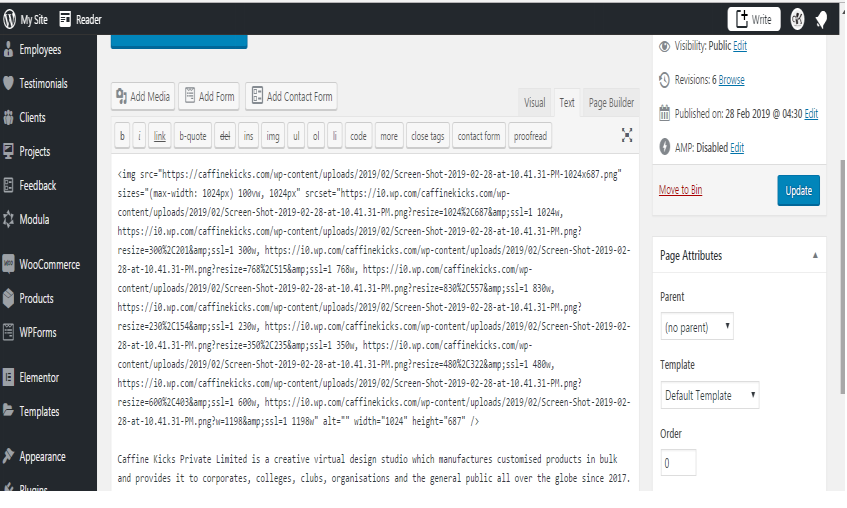 My Site Reader Write
Employees
Testimonials
Clients
Projects
Feedback
Modula
WooCommerce
Products
WPForms
Elementor
Templates
Appearance
Plugins
Add Media Add Form Add Contact Form
Visual Text Page Builder
b i link b-quote del ins img ul ol li code more close tags contact form proofread
<img src="https://caffinekicks.com/wp-content/uploads/2019/02/Screen-Shot-2019-02-28-at-10.41.31-PM-1024x687.png"
sizes="(max-width: 1024px) 100vw, 1024px" srcset="https://i0.wp.com/caffinekicks.com/wp-
content/uploads/2019/02/Screen-Shot-2019-02-28-at-10.41.31-PM.png?resize=1024%2C687&amp;ssl=1 1024w,
https://i0.wp.com/caffinekicks.com/wp-content/uploads/2019/02/Screen-Shot-2019-02-28-at-10.41.31-PM.png?
resize=300%2C201&amp;ssl=1 300w, https://i0.wp.com/caffinekicks.com/wp-content/uploads/2019/02/Screen-Shot-2019-02-
28-at-10.41.31-PM.png?resize=768%2C515&amp;ssl=1 768w, https://i0.wp.com/caffinekicks.com/wp-
content/uploads/2019/02/Screen-Shot-2019-02-28-at-10.41.31-PM.png?resize=830%2C557&amp;ssl=1 830w,
https://i0.wp.com/caffinekicks.com/wp-content/uploads/2019/02/Screen-Shot-2019-02-28-at-10.41.31-PM.png?
resize=230%2C154&amp;ssl=1 230w, https://i0.wp.com/caffinekicks.com/wp-content/uploads/2019/02/Screen-Shot-2019-02-
28-at-10.41.31-PM.png?resize=350%2C235&amp;ssl=1 350w, https://i0.wp.com/caffinekicks.com/wp-
content/uploads/2019/02/Screen-Shot-2019-02-28-at-10.41.31-PM.png?resize=480%2C322&amp;ssl=1 480w,
https://i0.wp.com/caffinekicks.com/wp-content/uploads/2019/02/Screen-Shot-2019-02-28-at-10.41.31-PM.png?
resize=600%2C403&amp;ssl=1 600w, https://i0.wp.com/caffinekicks.com/wp-content/uploads/2019/02/Screen-Shot-2019-02-
28-at-10.41.31-PM.png?w=1198&amp;ssl=1 1198w" alt="" width="1024" height="687" />
Caffine Kicks Private Limited is a creative virtual design studio which manufactures customised products in bulk
and provides it to corporates, colleges, clubs, organisations and the general public all over the globe since 2017.
Visibility: Public Edit
Revisions: 6 Browse
Published on: 28 Feb 2019 @ 04:30 Edit
AMP: Disabled Edit
Move to Bin Update
Page Attributes
Parent
(no parent)
Template
Default Template
Order
0